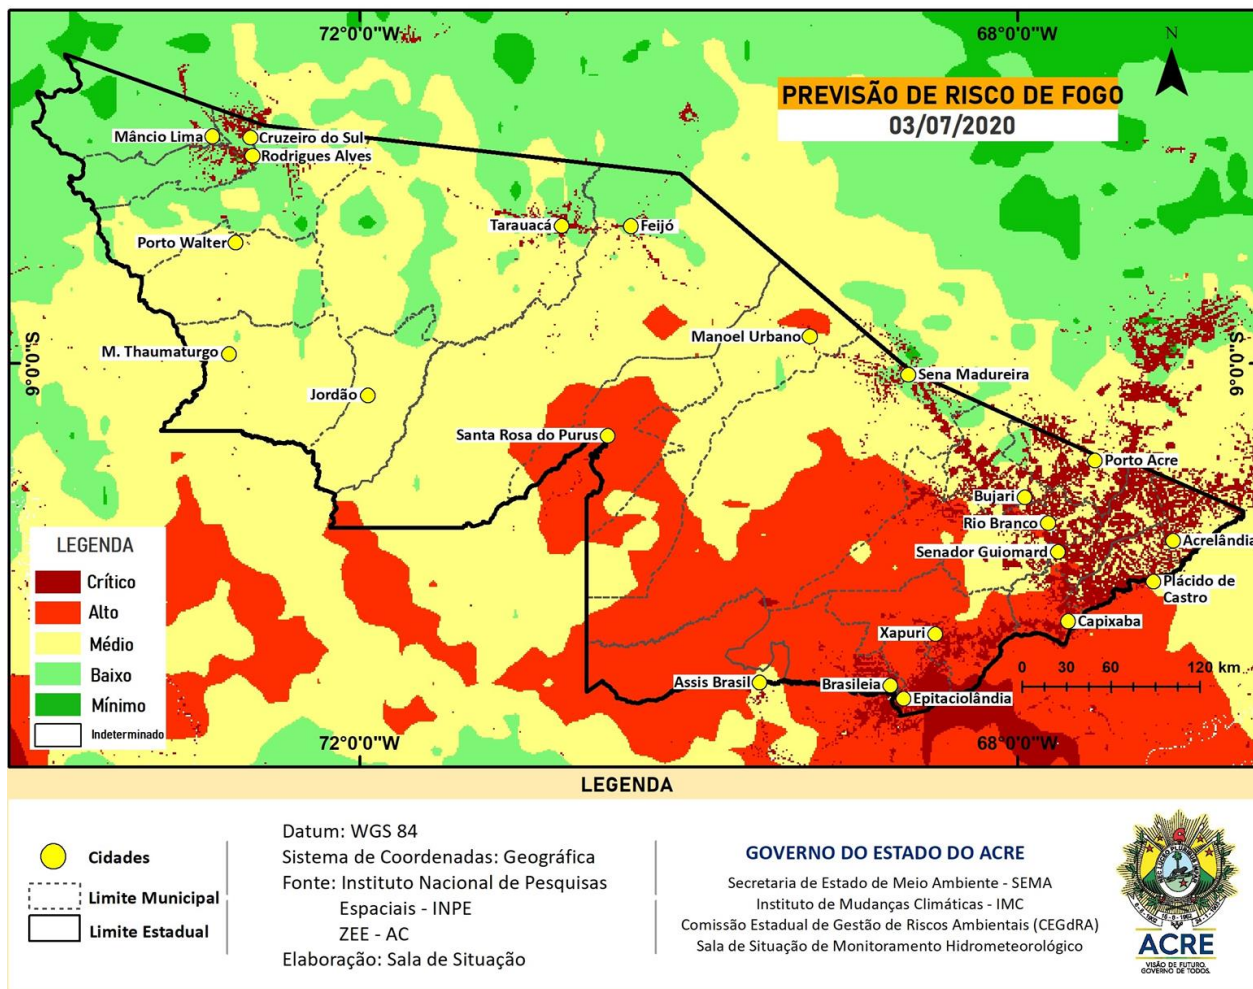 72°0'0"W
68°0'0"W
N
PREVISÃO DE RISCO DE FOGO
03/07/2020
Mâncio Lima
Cruzeiro do Sul
Rodrigues Alves
Tarauacá
Feijó
Porto Walter
Manoel Urbano
M. Thaumaturgo
9°0'0"S
9°0'0"S
Sena Madureira
Jordão
Santa Rosa do Purus
Porto Acre
Bujari
Rio Branco
Acrelândia
Senador Guiomard
Plácido de
Castro
Capixaba
Xapuri
Assis Brasil
Brasileia
Epitaciolândia
0 30 60 120 km
LEGENDA
Crítico
Alto
Médio
Baixo
Mínimo
Indeterminado
72°0'0"W
68°0'0"W
LEGENDA
Cidades
Limite Municipal
Limite Estadual
Datum: WGS 84
Sistema de Coordenadas: Geográfica
Fonte: Instituto Nacional de Pesquisas
Espaciais - INPE
ZEE - AC
Elaboração: Sala de Situação
GOVERNO DO ESTADO DO ACRE
Secretaria de Estado de Meio Ambiente - SEMA
Instituto de Mudanças Climáticas - IMC
Comissão Estadual de Gestão de Riscos Ambientais (CEGdRA)
Sala de Situação de Monitoramento Hidrometeorológico
ACRE
VISÃO DE FUTURO.
GOVERNO DE TODOS.